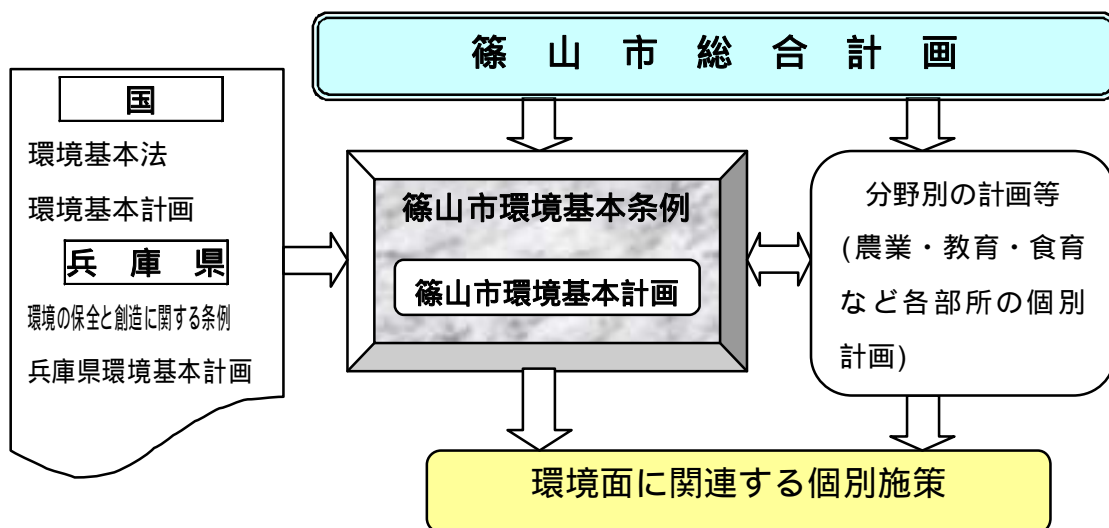 篠山市総合計画
国
環境基本法
環境基本計画
兵庫県
環境の保全と創造に関する条例
兵庫県環境基本計画
篠山市環境基本条例
篠山市環境基本計画
分野別の計画等
(農業・教育・食育
など各部所の個別
計画)
環境面に関連する個別施策